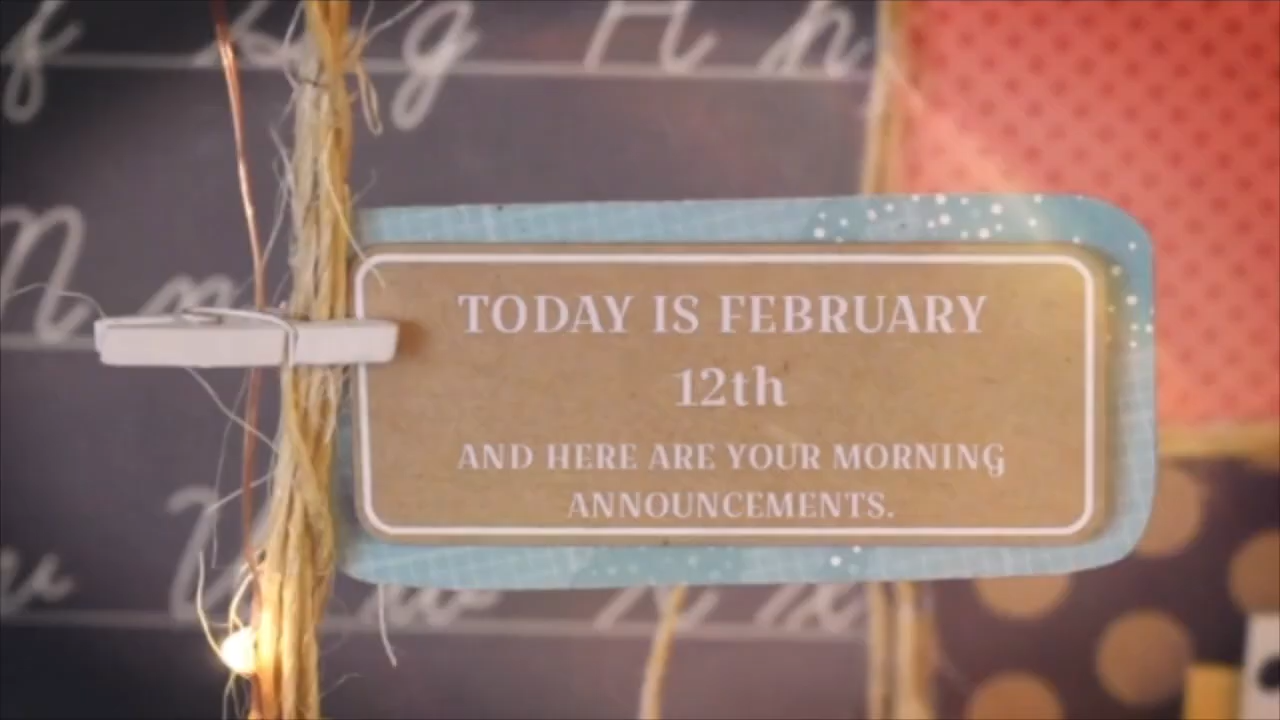 f g H h
N n
TODAY IS FEBRUARY
12th
AND HERE ARE YOUR MORNING
ANNOUNCEMENTS.